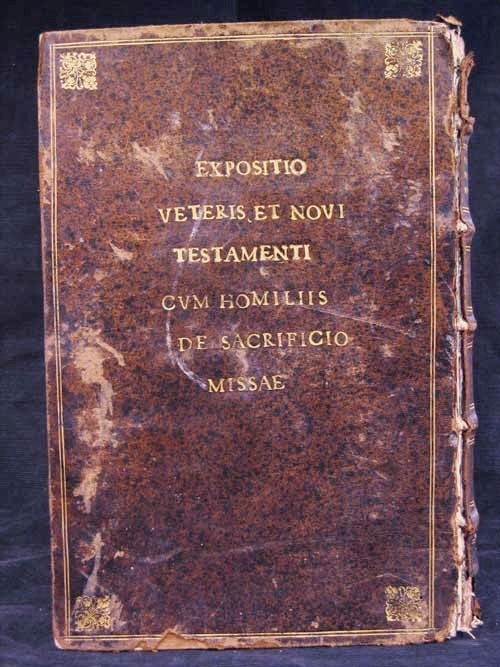 EXPOSITIO
VETERIS ET NOVI
TESTAMENTI
CVM HOMILIIS
DE SACRIFICIO
MISSAE